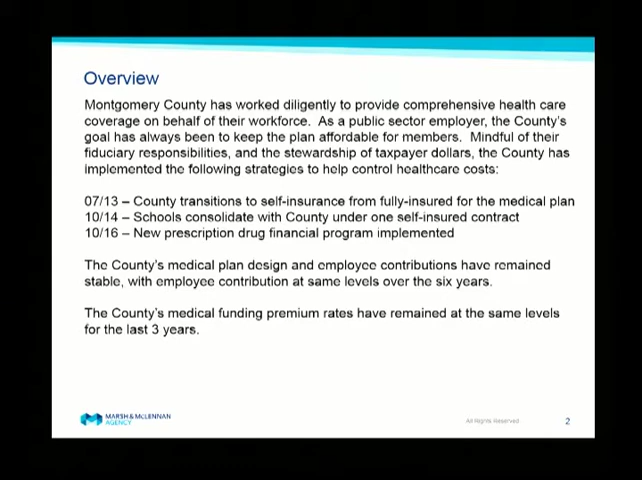 Overview
Montgomery County has worked diligently to provide comprehensive health care
coverage on behalf of their workforce.  As a public sector employer, the County's
goal has always been to keep the plan affordable for members.  Mindful of their
fiduciary responsibilities, and the stewardship of taxpayer dollars, the County has
implemented the following strategies to help control healthcare costs:
07/13 – County transitions to self-insurance from fully-insured for the medical plan
10/14 – Schools consolidate with County under one self-insured contract
10/16 – New prescription drug financial program implemented
The County's medical plan design and employee contributions have remained
stable, with employee contribution at same levels over the six years.
The County's medical funding premium rates have remained at the same levels
for the last 3 years.
MARSH & McLENNAN
AGENCY
All Rights Reserved
2